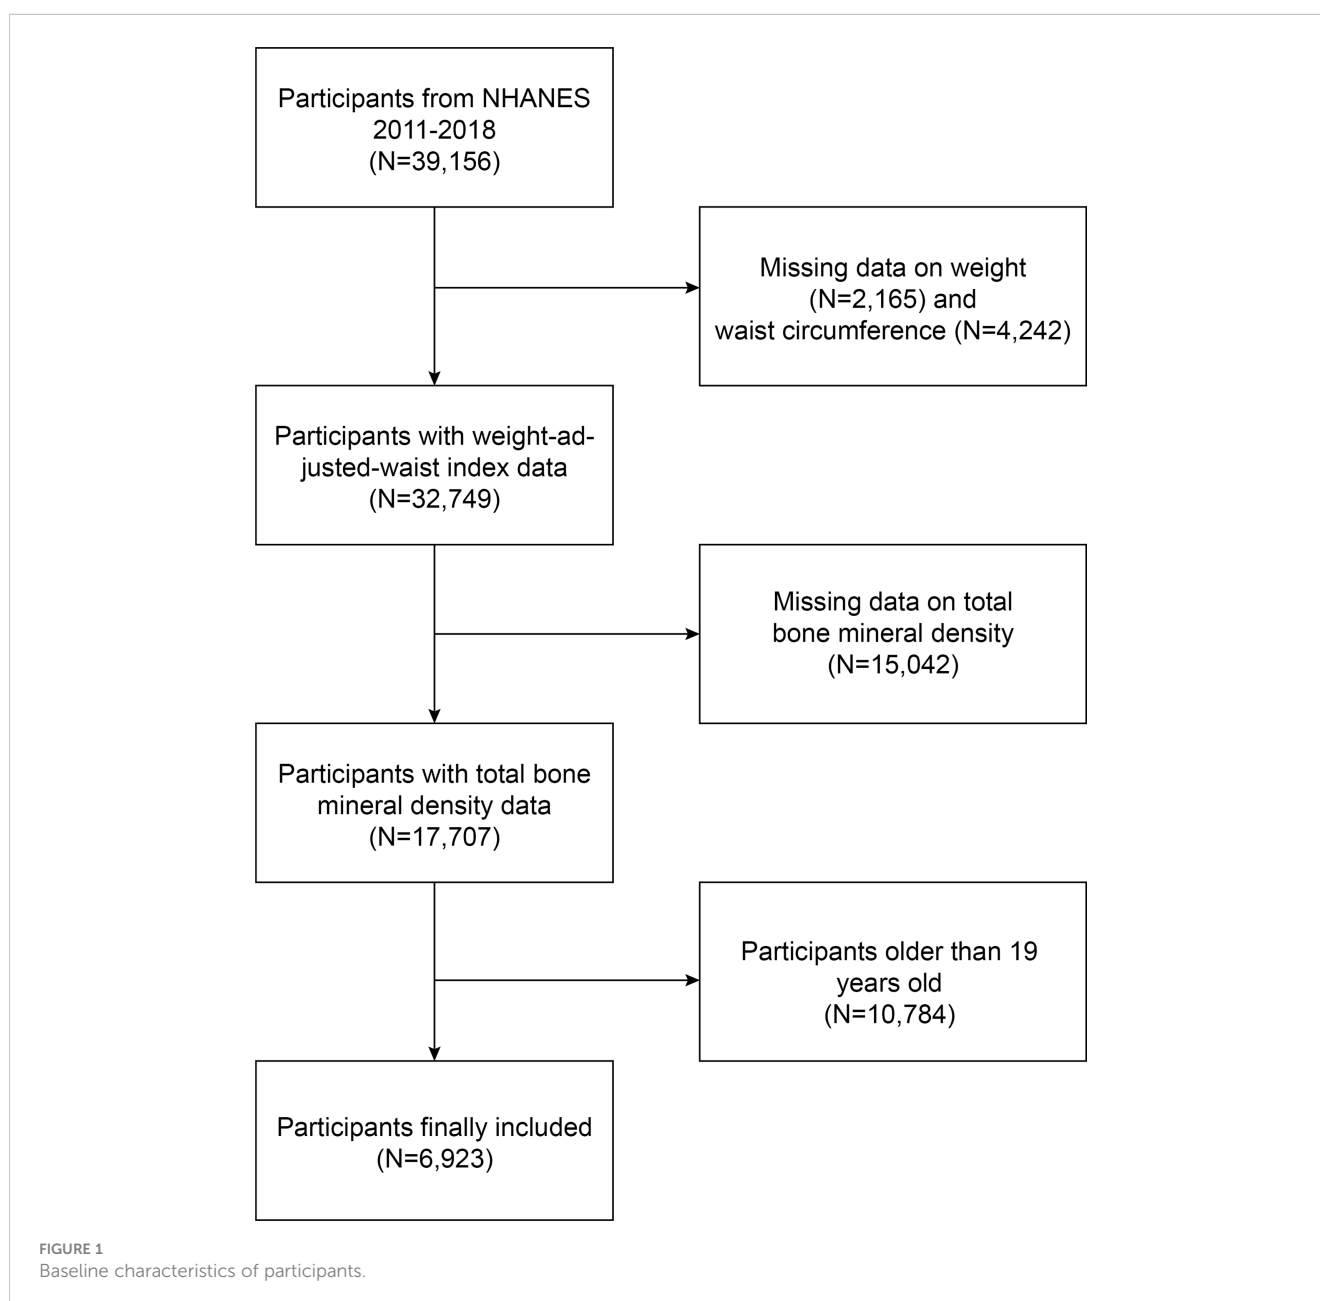 Participants from NHANES
2011-2018
(N=39,156)
Missing data on weight
(N=2,165) and
waist circumference (N=4,242)
Participants with weight-ad-
justed-waist index data
(N=32,749)
Missing data on total
bone mineral density
(N=15,042)
Participants with total bone
mineral density data
(N=17,707)
Participants older than 19
years old
(N=10,784)
Participants finally included
(N=6,923)
FIGURE 1
Baseline characteristics of participants.